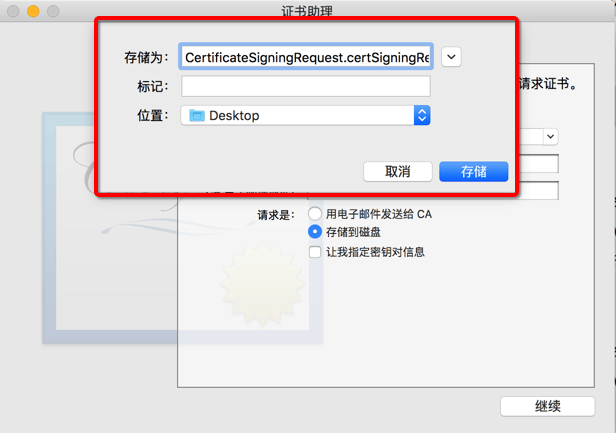 证书助理
存储为：
CertificateSigningRequest.certSigningRe
标记：
位置：
Desktop
请求证书。
取消
存储
请求是：
用电子邮件发送给 CA
存储到磁盘
让我指定密钥对信息
继续